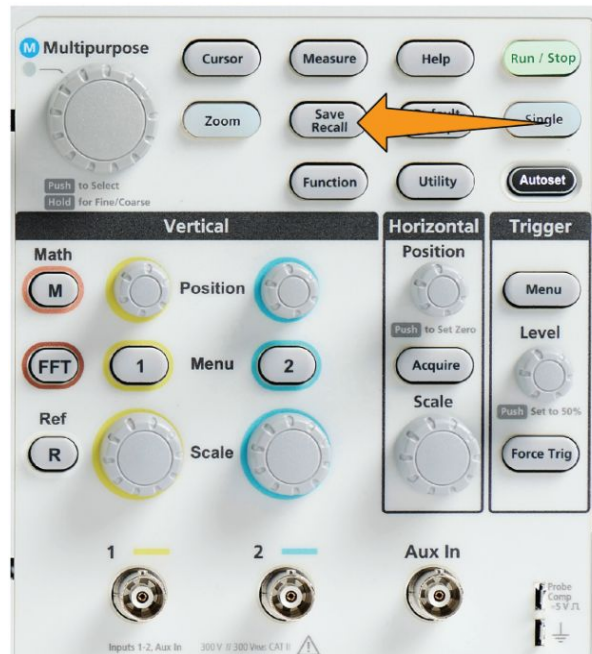 M Multipurpose
Cursor
Measure
Help
Run / Stop
Zoom
Save
Recall
Single
Push to Select
Hold for Fine/Coarse
Function
Utility
Autoset
Vertical
Horizontal
Trigger
Math
M
Position
Position
Push to Set Zero
Menu
FFT
1
Menu
2
Acquire
Level
Push Set to 50%
Ref
R
Scale
Scale
Force Trig
1
2
Aux In
Probe
Comp
~5 V
Inputs 1-2, Aux In
300 V
300 Vrms CAT II